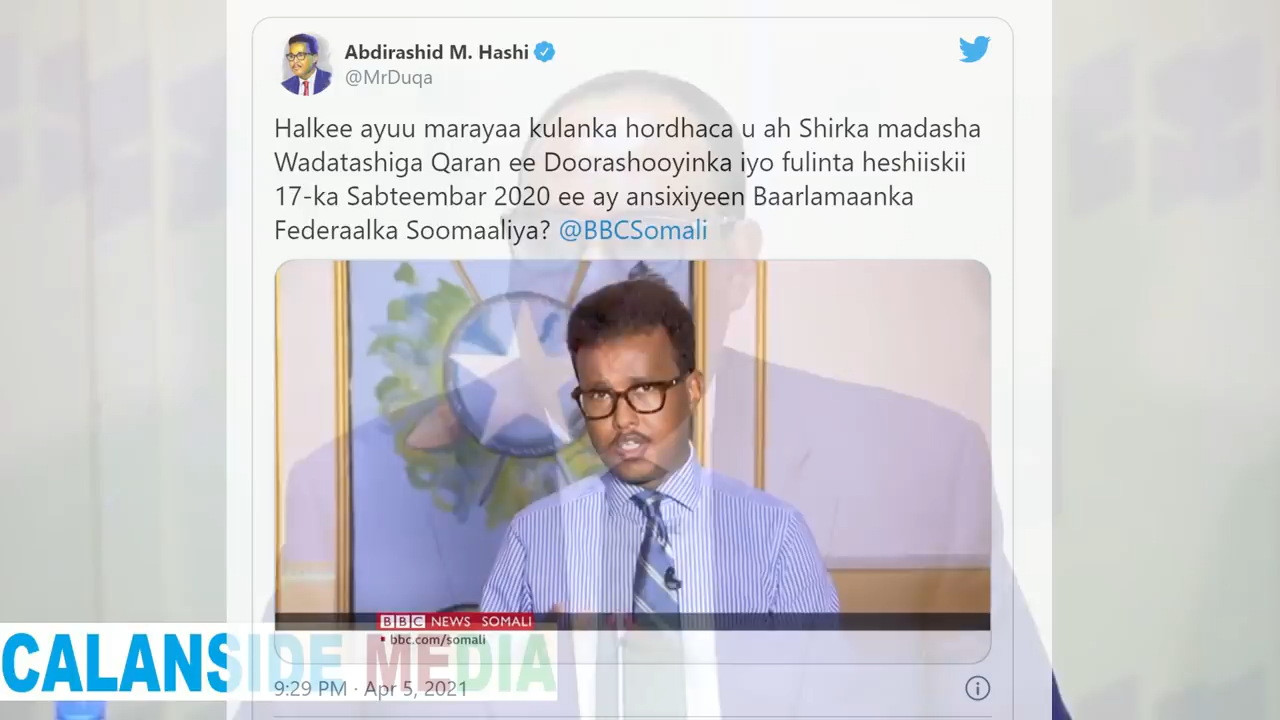 Abdirashid M. Hashi
@MrDuqa
Halkee ayuu marayaa kulanka hordhaca u ah Shirka madasha
Wadatashiga Qaran ee Doorashooyinka iyo fulinta heshiiskii
17-ka Sabteembar 2020 ee ay ansixiyeen Baarlamaanka
Federaalka Soomaaliya? @BBCSomali
BBC NEWS SOMALI
bbc.com/somali
CALANSIDE MEDIA
9:29 PM · Apr 5, 2021